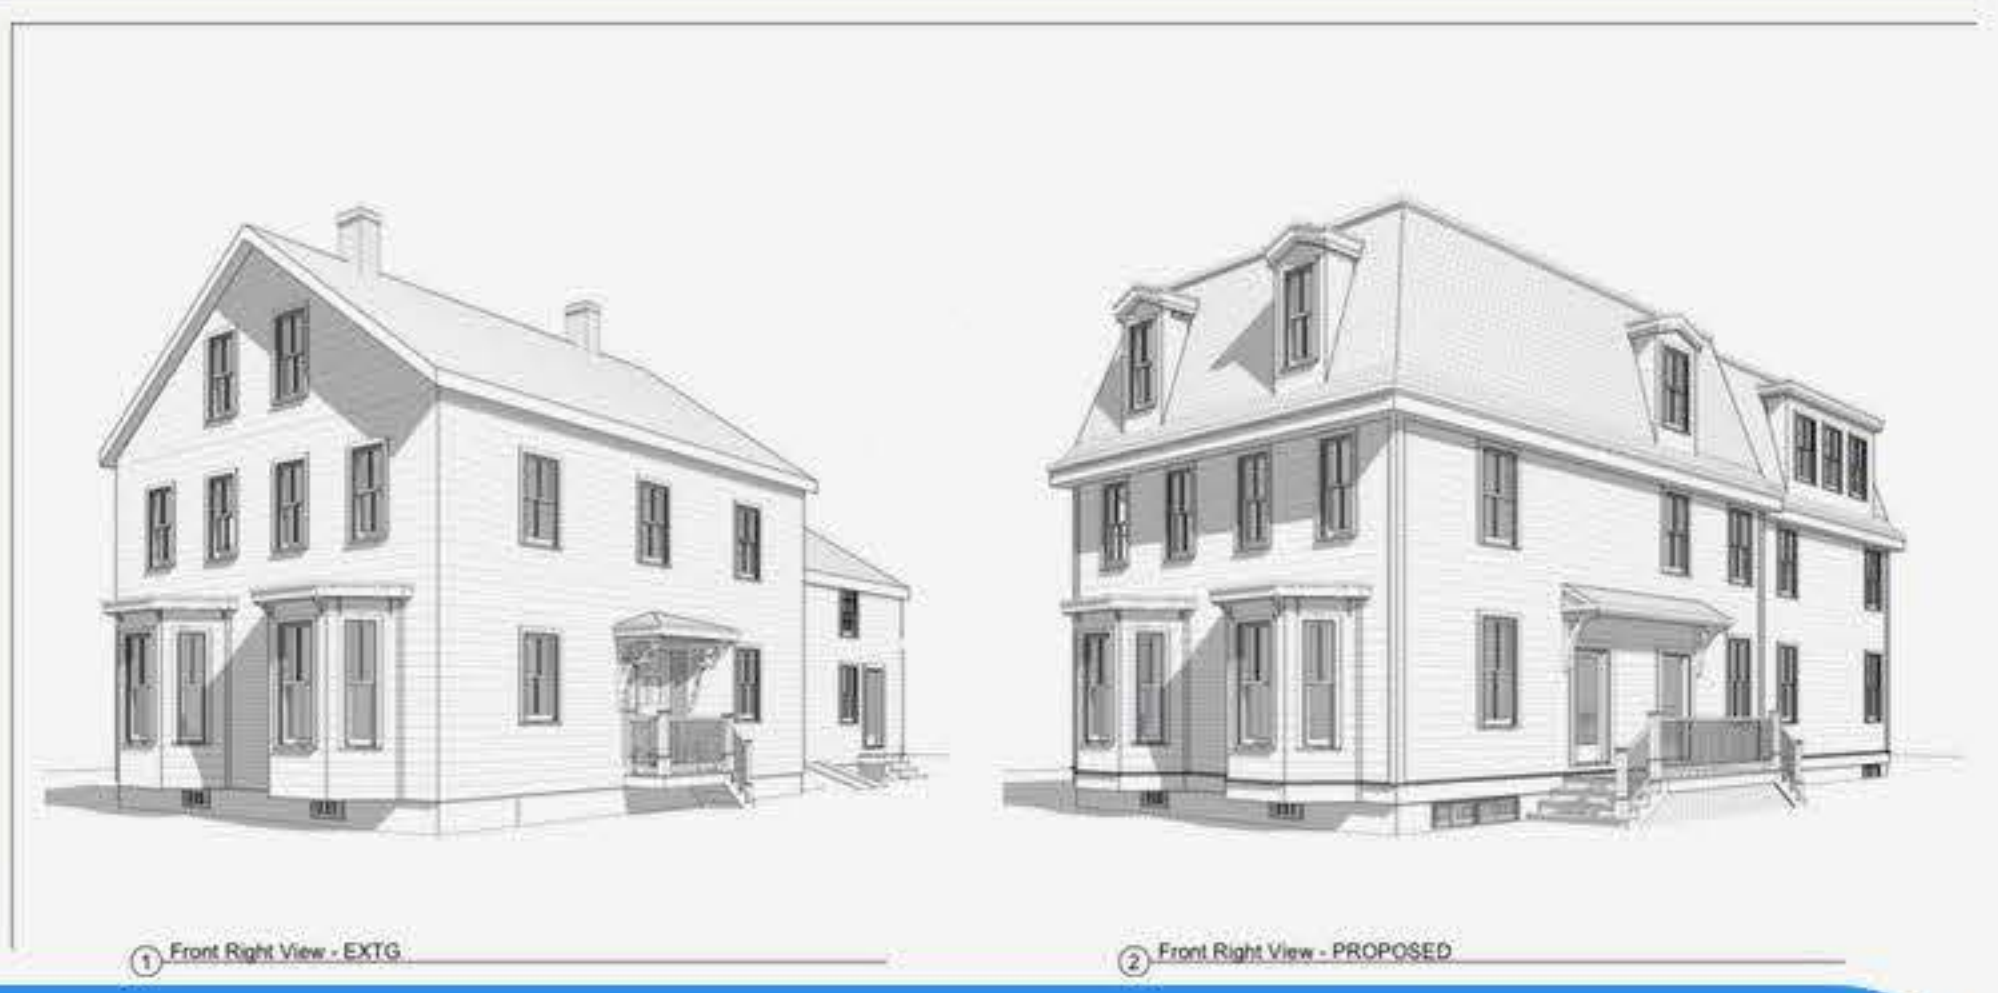 1 Front Right View - EXTG
2 Front Right View - PROPOSED